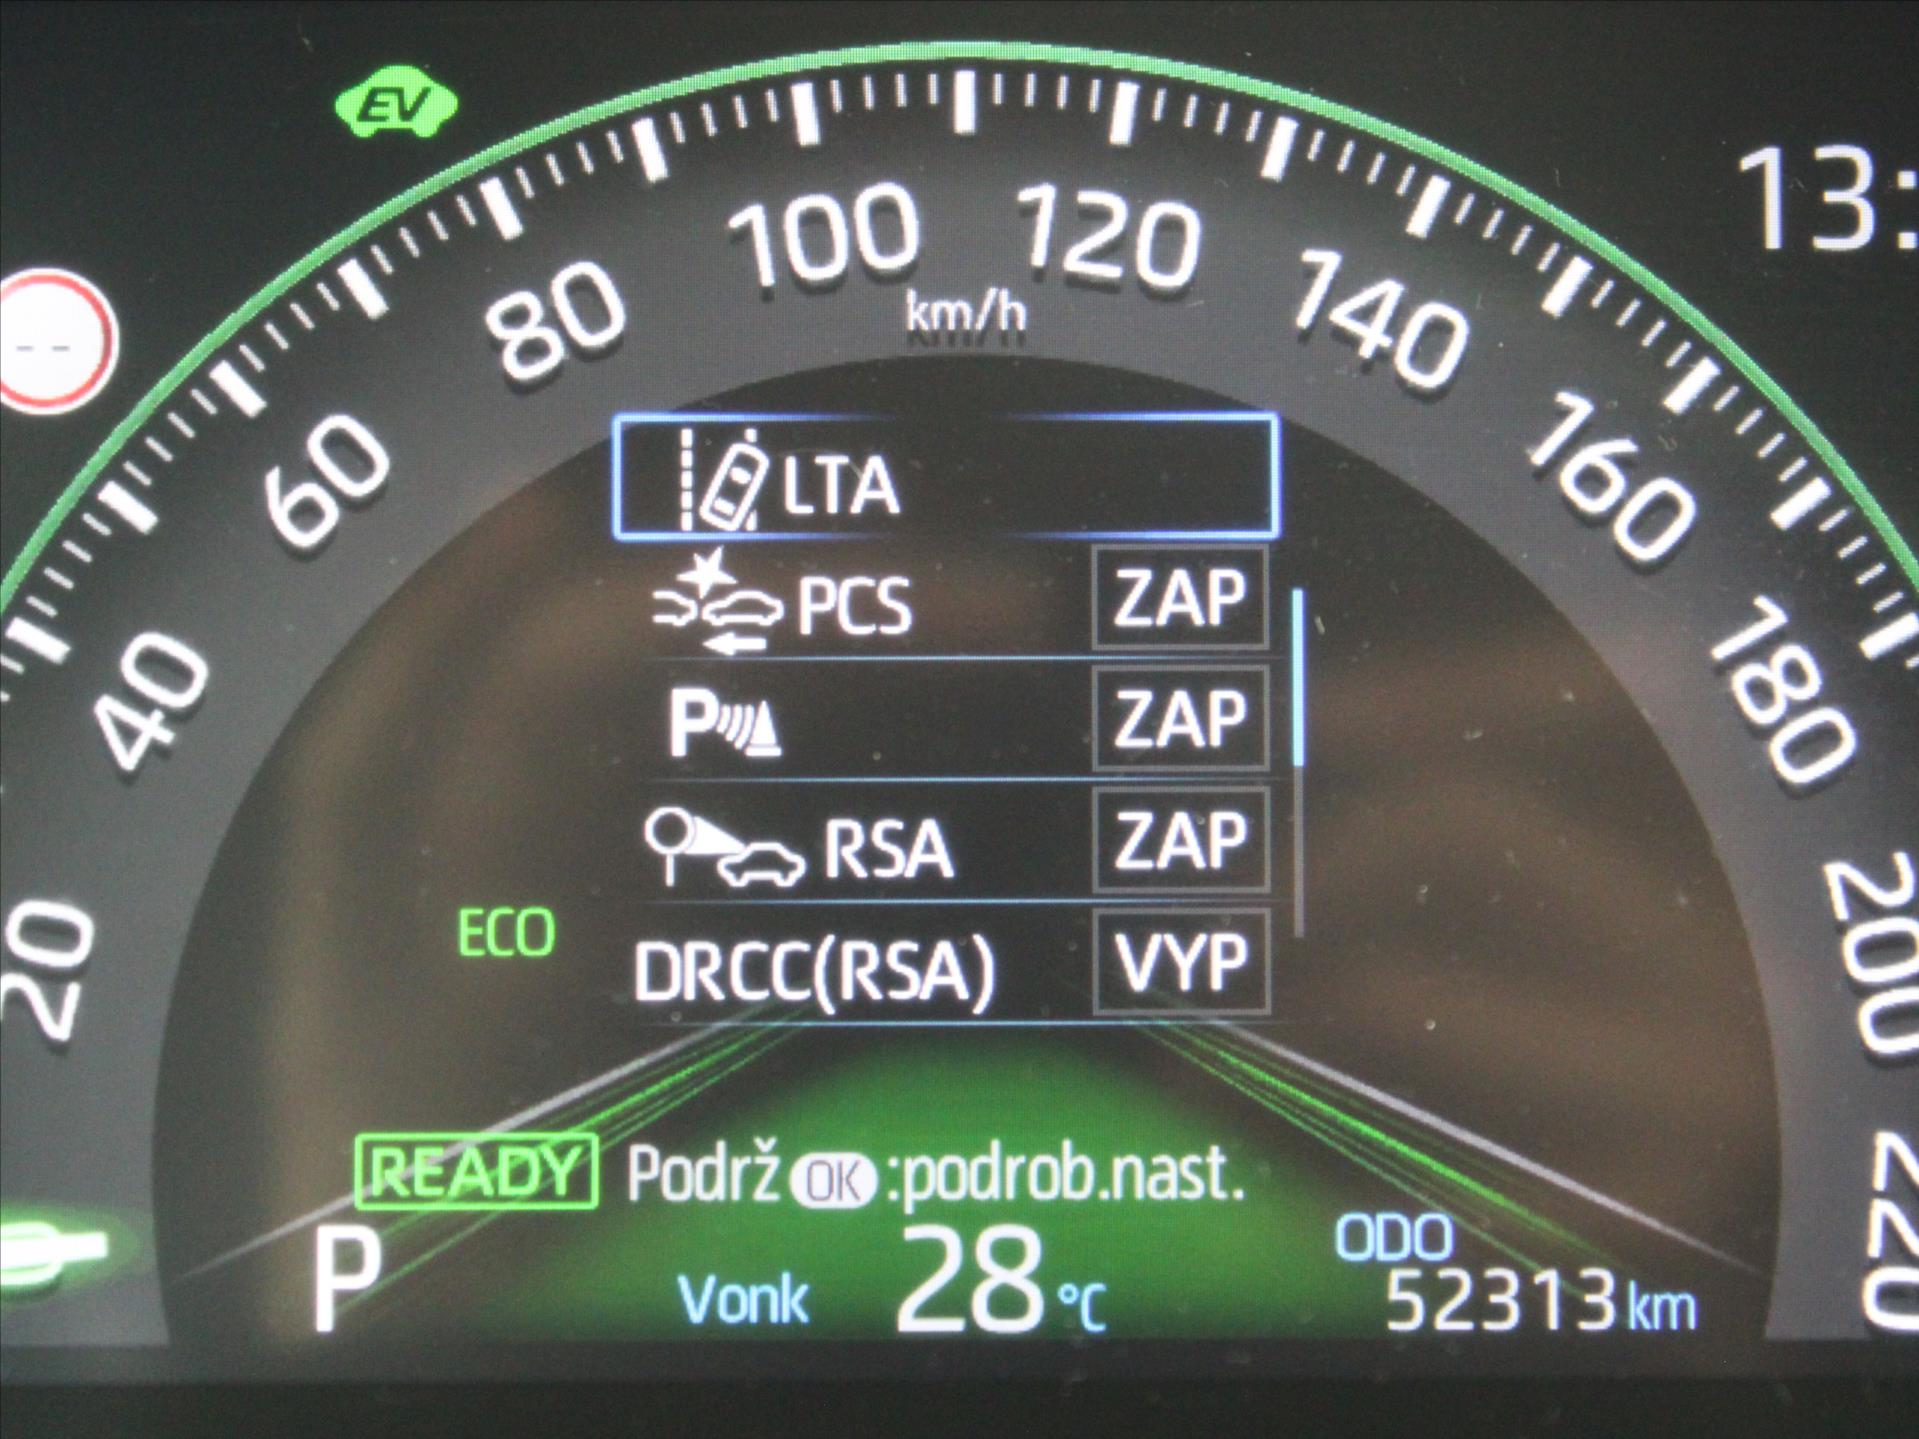 EV
13:
--
20
40
60
80
100
120
140
160
180
200
220
km/h
LTA
PCS ZAP
P ZAP
RSA ZAP
DRCC(RSA) VYP
ECO
READY
Podrž OK :podrob.nast.
P
Vonk 28 °C
ODO
52313 km